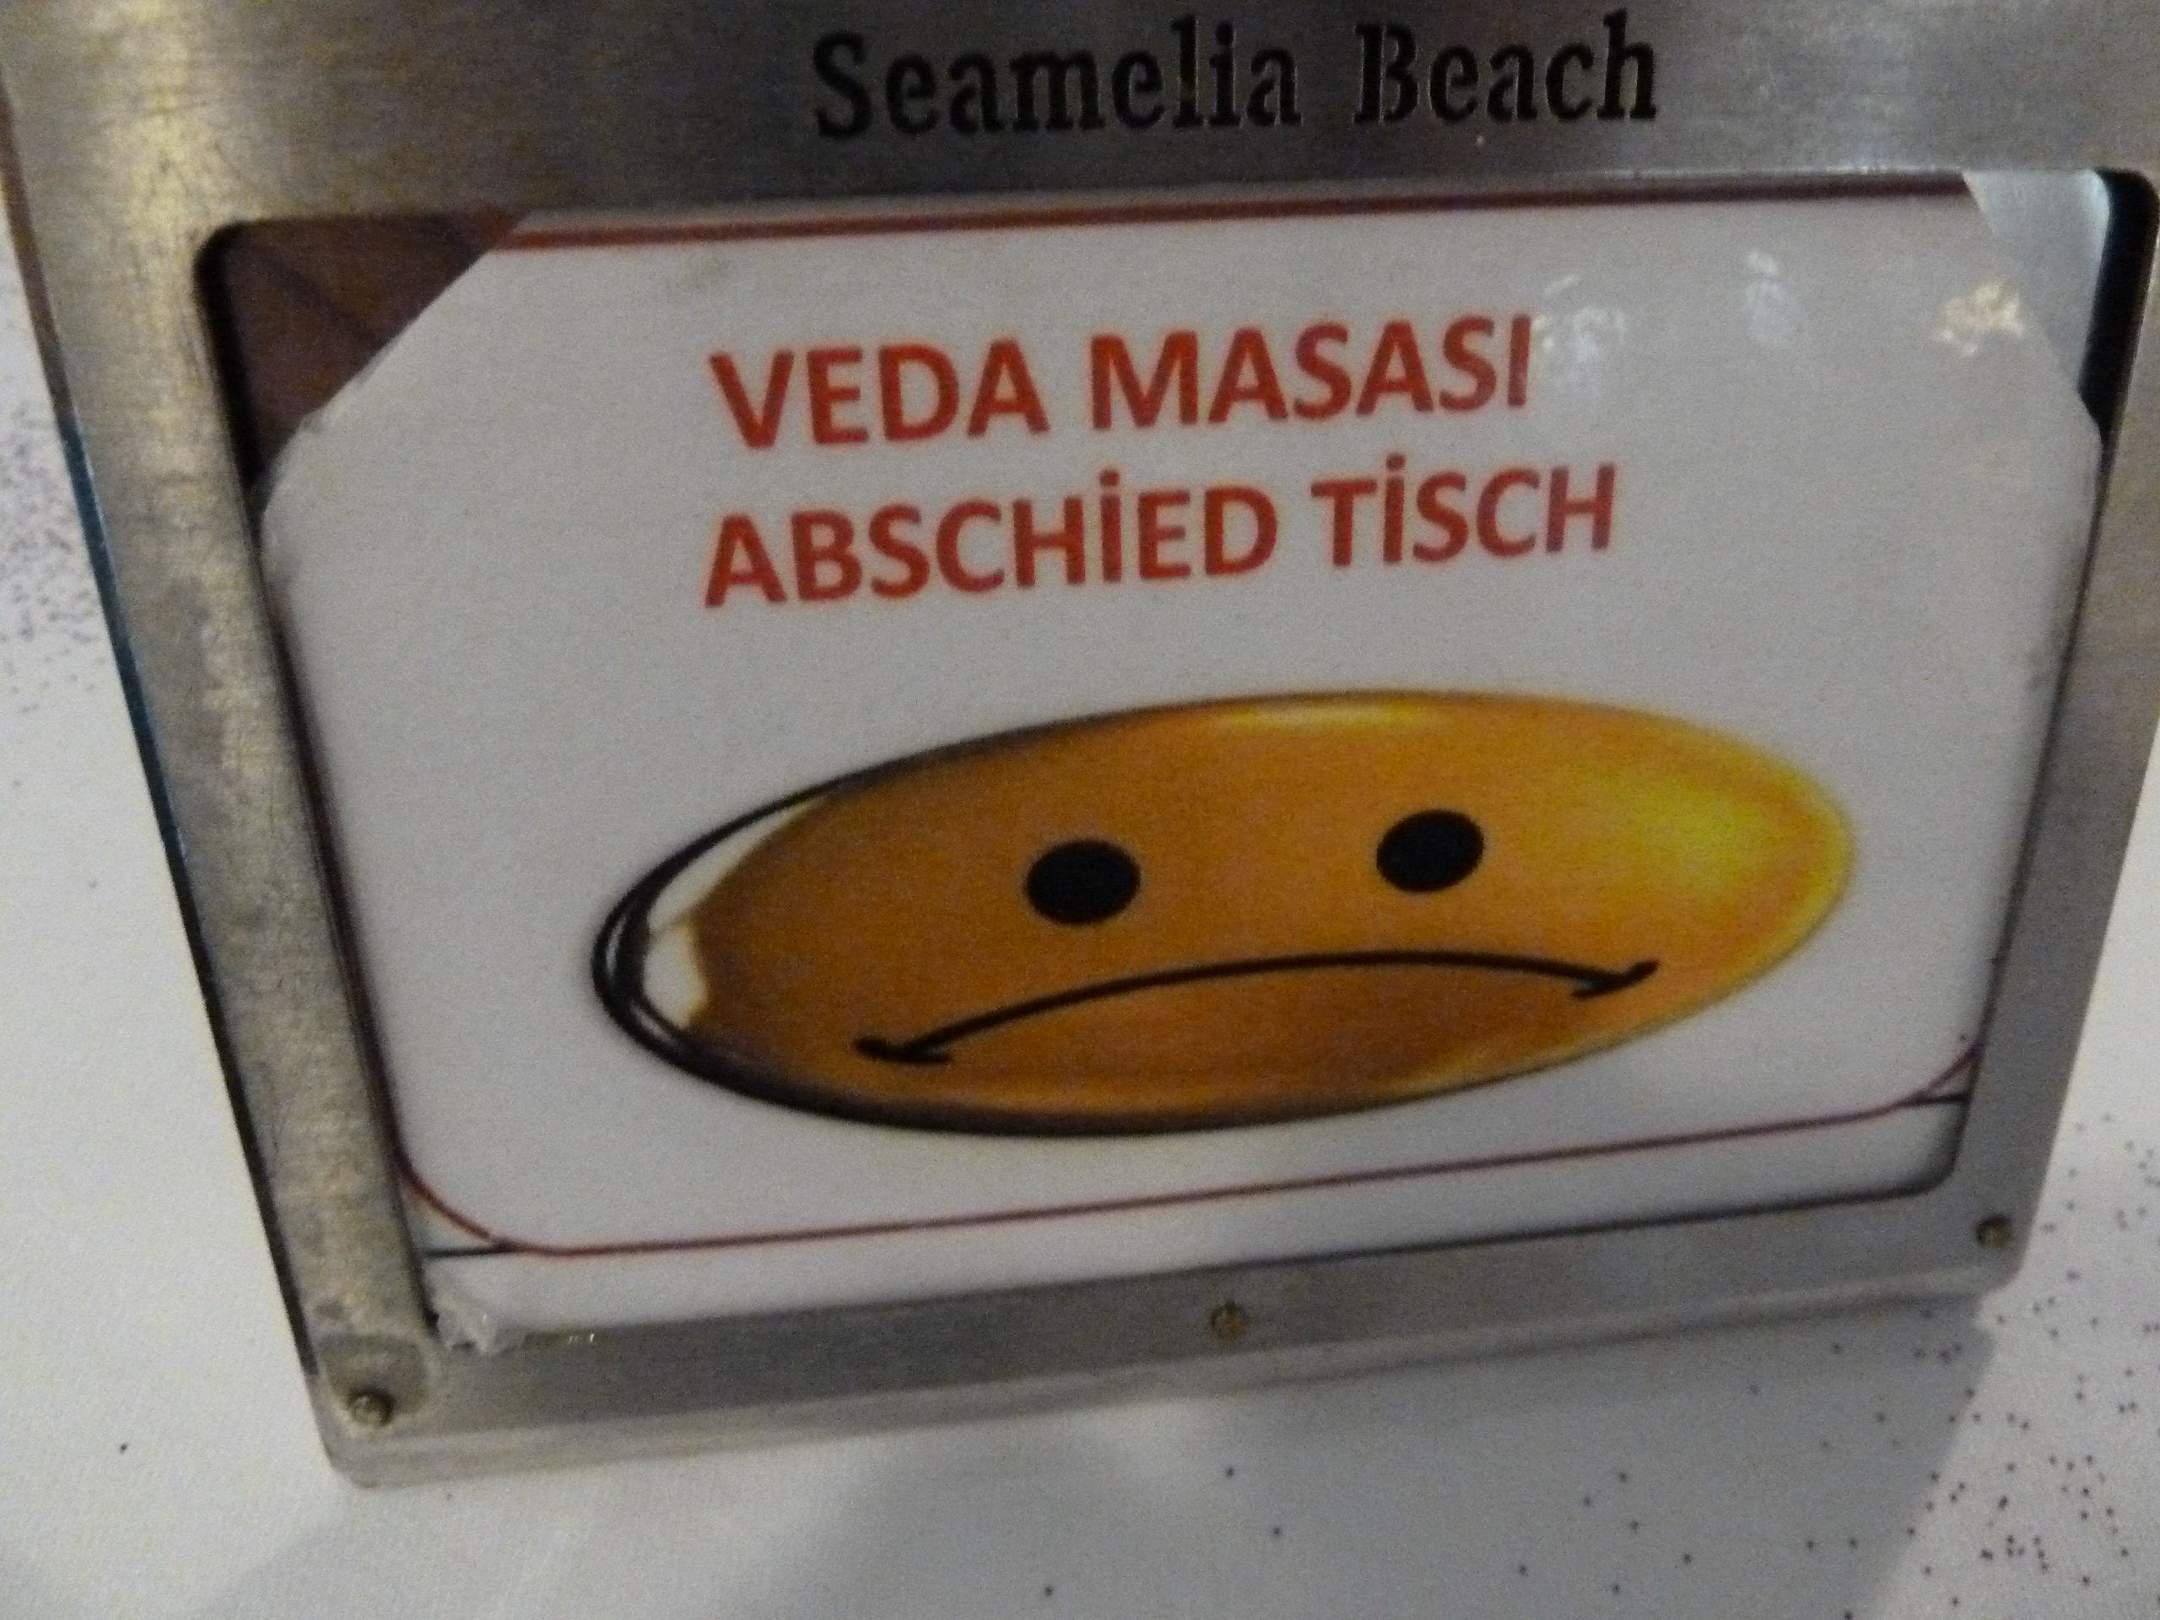 Seamelia Beach
VEDA MASASI
ABSCHİED TİSCH